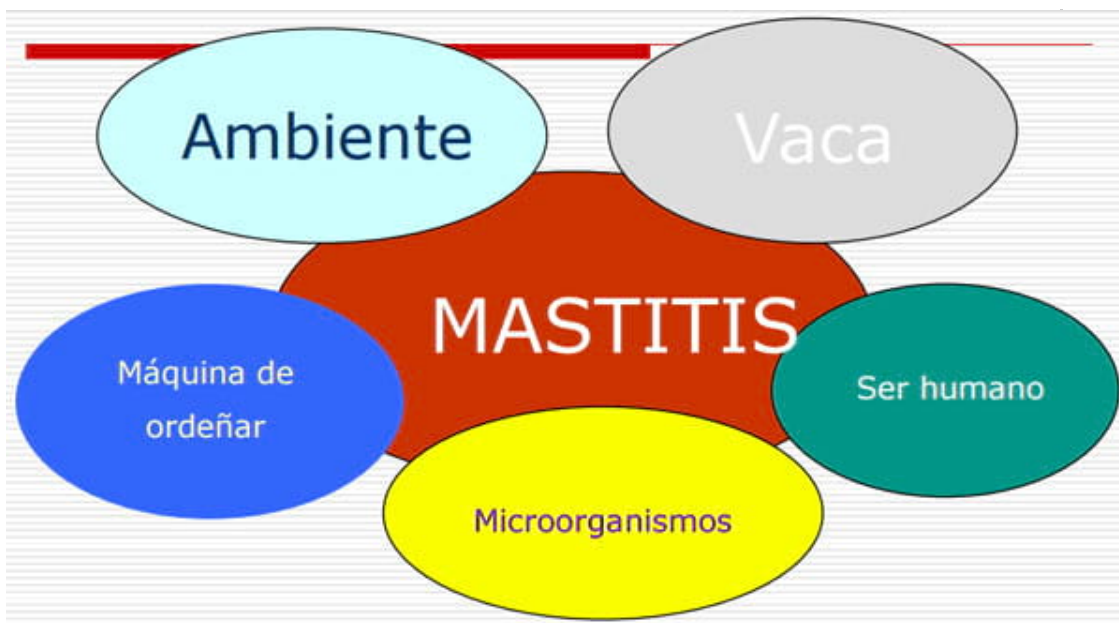 Ambiente
Vaca
MASTITIS
Máquina de
ordeñar
Ser humano
Microorganismos